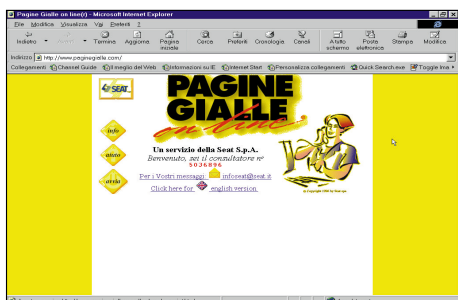 Pagine Gialle on line(r) - Microsoft Internet Explorer
File Modifica Visualizza Vai Preferiti ?
Indietro Termina Aggiorna Pagina iniziale Cerca Preferiti Cronologia Canali A tutto schermo Posta elettronica Stampa Modifica
Indirizzo http://www.paginegialle.com/
Collegamenti Channel Guide Il meglio del Web Informazioni su IE Internet Start Personalizza collegamenti Quick Search.exe Toggle Ima
SEAT
PAGINE
GIALLE
on line
info
aiuto
avvio
Un servizio della Seat S.p.A.
Benvenuto, sei il consultatore nº
5036896
Per i Vostri messaggi: infoseat@seat.it
Click here for english version